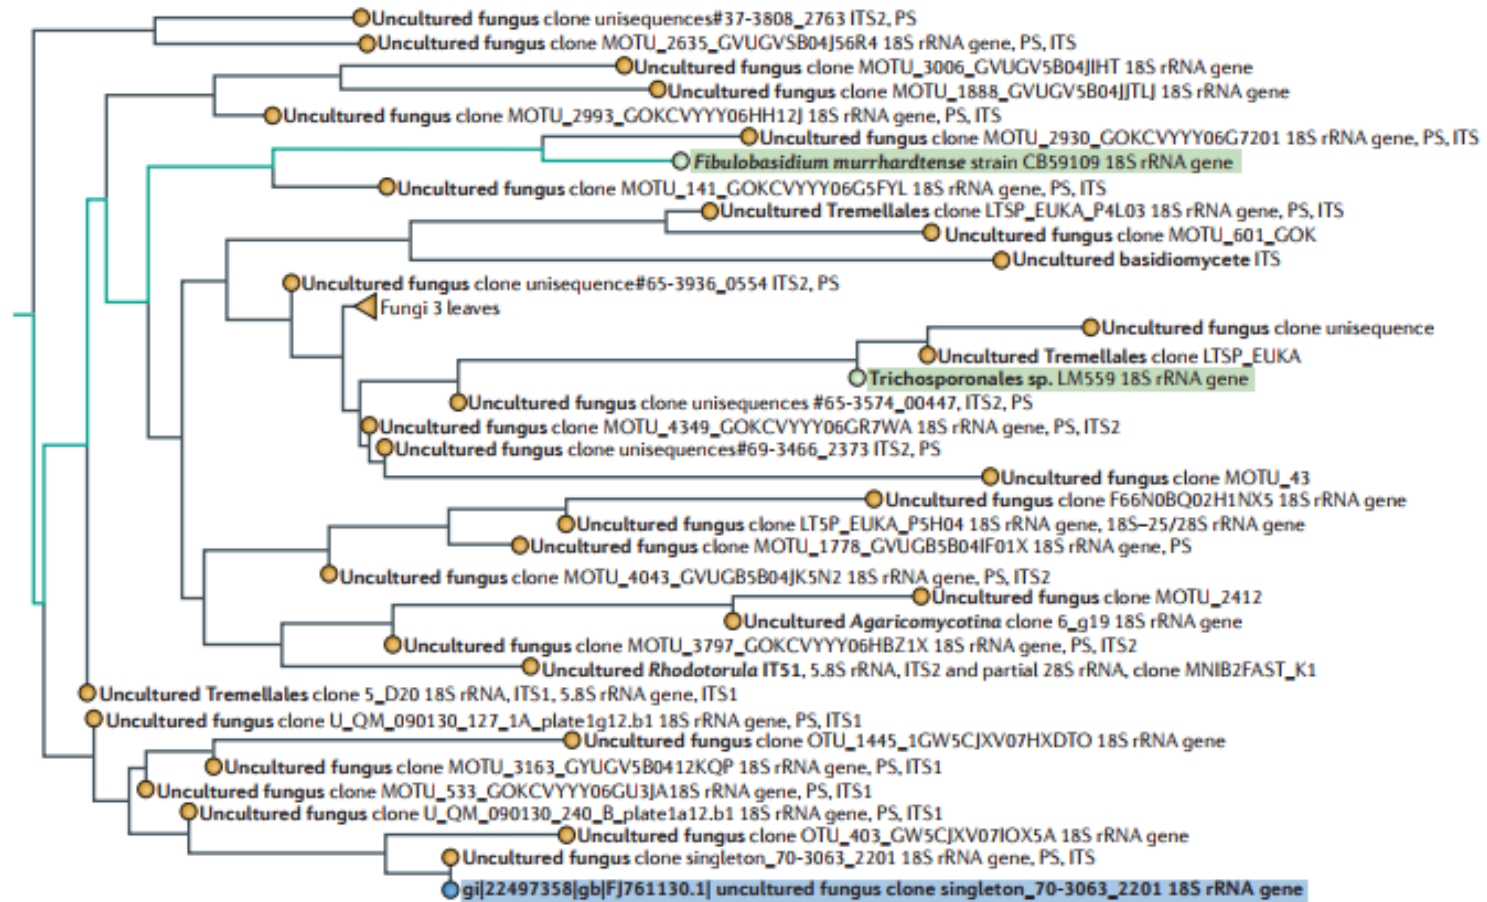 Uncultured fungus clone unisequences#37-3808_2763 ITS2, PS
Uncultured fungus clone MOTU_2635_GVUGVSB04J56R4 18S rRNA gene, PS, ITS
Uncultured fungus clone MOTU_3006_GVUGV5B04JIHT 18S rRNA gene
Uncultured fungus clone MOTU_1888_GVUGV5B04JJTLJ 18S rRNA gene
Uncultured fungus clone MOTU_2993_GOKCVYYY06HH12J 18S rRNA gene, PS, ITS
Uncultured fungus clone MOTU_2930_GOKCVYYY06G7201 18S rRNA gene, PS, ITS
Fibulobasidium murrhardtense strain CB59109 18S rRNA gene
Uncultured fungus clone MOTU_141_GOKCVYYY06G5FYL 18S rRNA gene, PS, ITS
Uncultured Tremellales clone LTSP_EUKA_P4L03 18S rRNA gene, PS, ITS
Uncultured fungus clone MOTU_601_GOK
Uncultured basidiomycete ITS
Uncultured fungus clone unisequence#65-3936_0554 ITS2, PS
Fungi 3 leaves
Uncultured fungus clone unisequence
Uncultured Tremellales clone LTSP_EUKA
Trichosporonales sp. LM559 18S rRNA gene
Uncultured fungus clone unisequences #65-3574_00447, ITS2, PS
Uncultured fungus clone MOTU_4349_GOKCVYYY06GR7WA 18S rRNA gene, PS, ITS2
Uncultured fungus clone unisequences#69-3466_2373 ITS2, PS
Uncultured fungus clone MOTU_43
Uncultured fungus clone F66N0BQ02H1NX5 18S rRNA gene
Uncultured fungus clone LT5P_EUKA_P5H04 18S rRNA gene, 18S–25/28S rRNA gene
Uncultured fungus clone MOTU_1778_GVUGB5B04IF01X 18S rRNA gene, PS
Uncultured fungus clone MOTU_4043_GVUGB5B04JK5N2 18S rRNA gene, PS, ITS2
Uncultured fungus clone MOTU_2412
Uncultured Agaricomycotina clone 6_g19 18S rRNA gene
Uncultured fungus clone MOTU_3797_GOKCVYYY06HBZ1X 18S rRNA gene, PS, ITS2
Uncultured Rhodotorula IT51, 5.8S rRNA, ITS2 and partial 28S rRNA, clone MNIB2FAST_K1
Uncultured Tremellales clone 5_D20 18S rRNA, ITS1, 5.8S rRNA gene, ITS1
Uncultured fungus clone U_QM_090130_127_1A_plate1g12.b1 18S rRNA gene, PS, ITS1
Uncultured fungus clone OTU_1445_1GW5CJXV07HXDTO 18S rRNA gene
Uncultured fungus clone MOTU_3163_GYUGV5B0412KQP 18S rRNA gene, PS, ITS1
Uncultured fungus clone MOTU_533_GOKCVYYY06GU3JA18S rRNA gene, PS, ITS1
Uncultured fungus clone U_QM_090130_240_B_plate1a12.b1 18S rRNA gene, PS, ITS1
Uncultured fungus clone OTU_403_GW5CJXV07IOX5A 18S rRNA gene
Uncultured fungus clone singleton_70-3063_2201 18S rRNA gene, PS, ITS
gi|22497358|gb|FJ761130.1| uncultured fungus clone singleton_70-3063_2201 18S rRNA gene